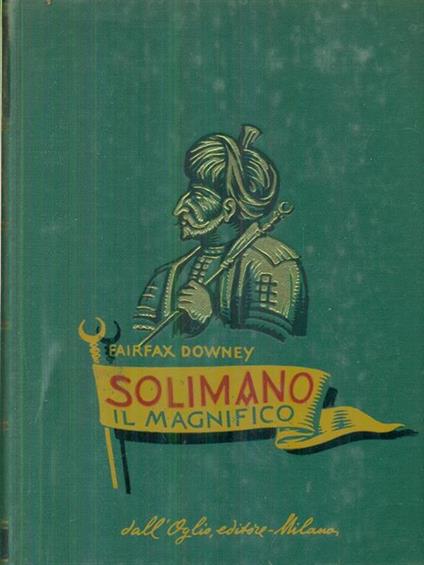 FAIRFAX DOWNEY
SOLIMANO
IL MAGNIFICO
dall'Oglio, editore - Milano